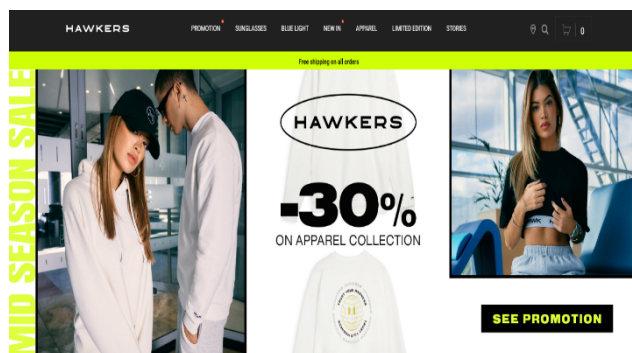 HAWKERS
PROMOTION SUNGLASSES BLUE LIGHT NEW IN APPAREL LIMITED EDITION STORIES
0
Free shipping on all orders
MID SEASON SALE
HAWKERS
-30%
ON APPAREL COLLECTION
SEE PROMOTION